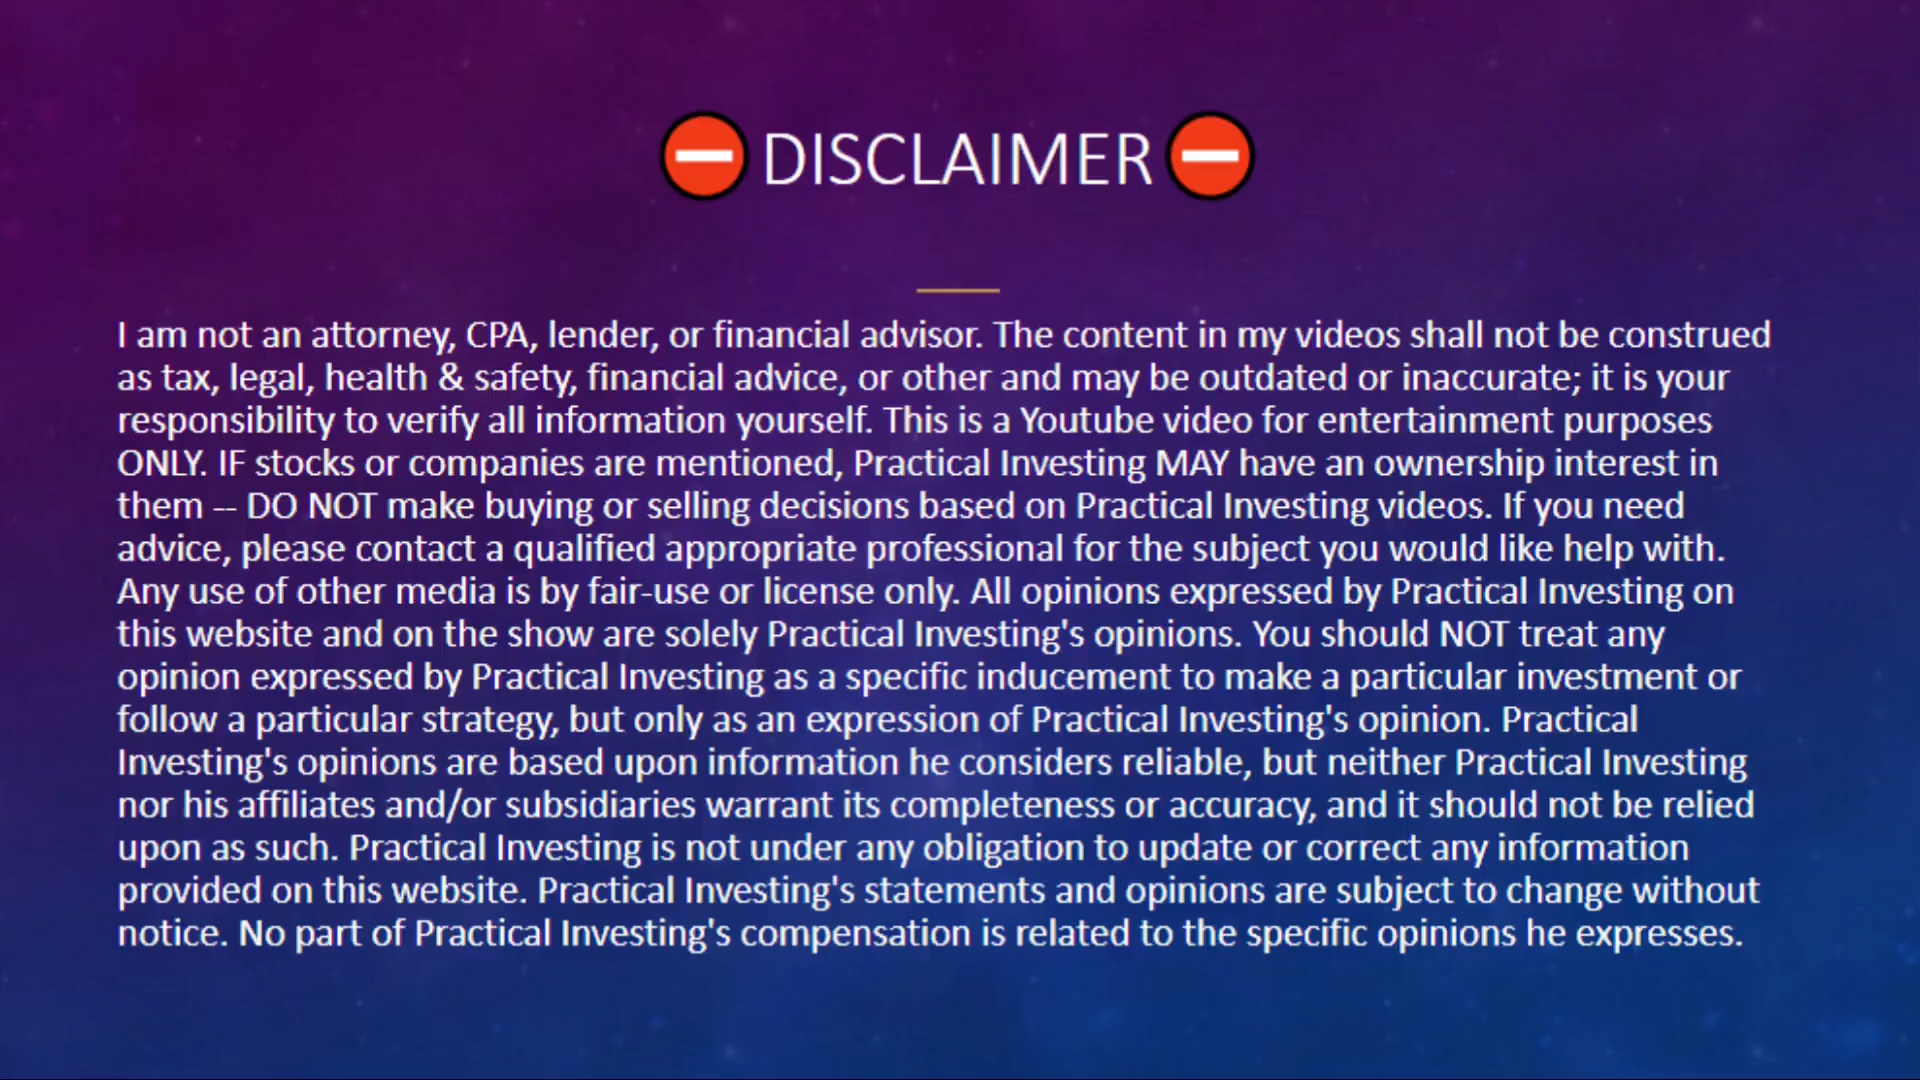 ⛔DISCLAIMER⛔
I am not an attorney, CPA, lender, or financial advisor. The content in my videos shall not be construed
as tax, legal, health & safety, financial advice, or other and may be outdated or inaccurate; it is your
responsibility to verify all information yourself. This is a Youtube video for entertainment purposes
ONLY. IF stocks or companies are mentioned, Practical Investing MAY have an ownership interest in
them -- DO NOT make buying or selling decisions based on Practical Investing videos. If you need
advice, please contact a qualified appropriate professional for the subject you would like help with.
Any use of other media is by fair-use or license only. All opinions expressed by Practical Investing on
this website and on the show are solely Practical Investing's opinions. You should NOT treat any
opinion expressed by Practical Investing as a specific inducement to make a particular investment or
follow a particular strategy, but only as an expression of Practical Investing's opinion. Practical
Investing's opinions are based upon information he considers reliable, but neither Practical Investing
nor his affiliates and/or subsidiaries warrant its completeness or accuracy, and it should not be relied
upon as such. Practical Investing is not under any obligation to update or correct any information
provided on this website. Practical Investing's statements and opinions are subject to change without
notice. No part of Practical Investing's compensation is related to the specific opinions he expresses.